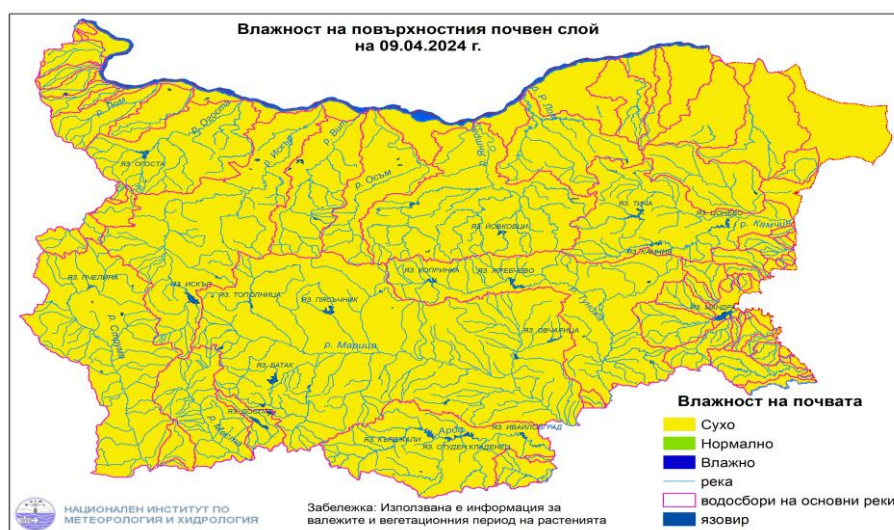 Влажност на повърхностния почвен слой
на 09.04.2024 г.
р. Лом
р. Огоста
р. Искър
р. Вит
р. Осъм
р. Янтра
р. Р.Лом
ЯЗ. ОГОСТА
ЯЗ. ТИЧА
ЯЗ. ЦОНЕВО
р. Камчия
ЯЗ. ЙОВКОВЦИ
ЯЗ. КАМЧИЯ
ЯЗ. ПЧЕЛИНА
ЯЗ. ИСКЪР
ЯЗ. ТОПОЛНИЦА
ЯЗ. КОПРИНКА
ЯЗ. ЖРЕБЧЕВО
ЯЗ. ПЯСЪЧНИК
р. Тунджа
ЯЗ. МАНДРА
р. Струма
ЯЗ. ОВЧАРИЦА
р. Марица
ЯЗ. БАТАК
ЯЗ. ДОСПАТ
р. Места
р. Арда
ЯЗ. ИВАЙЛОВГРАД
ЯЗ. КЪРДЖАЛИ
ЯЗ. СТУДЕН КЛАДЕНЕЦ
Влажност на почвата
Сухо
Нормално
Влажно
река
водосбори на основни реки
язовир
НАЦИОНАЛЕН ИНСТИТУТ ПО
МЕТЕОРОЛОГИЯ И ХИДРОЛОГИЯ
Забележка: Използвана е информация за
валежите и вегетационния период на растенията